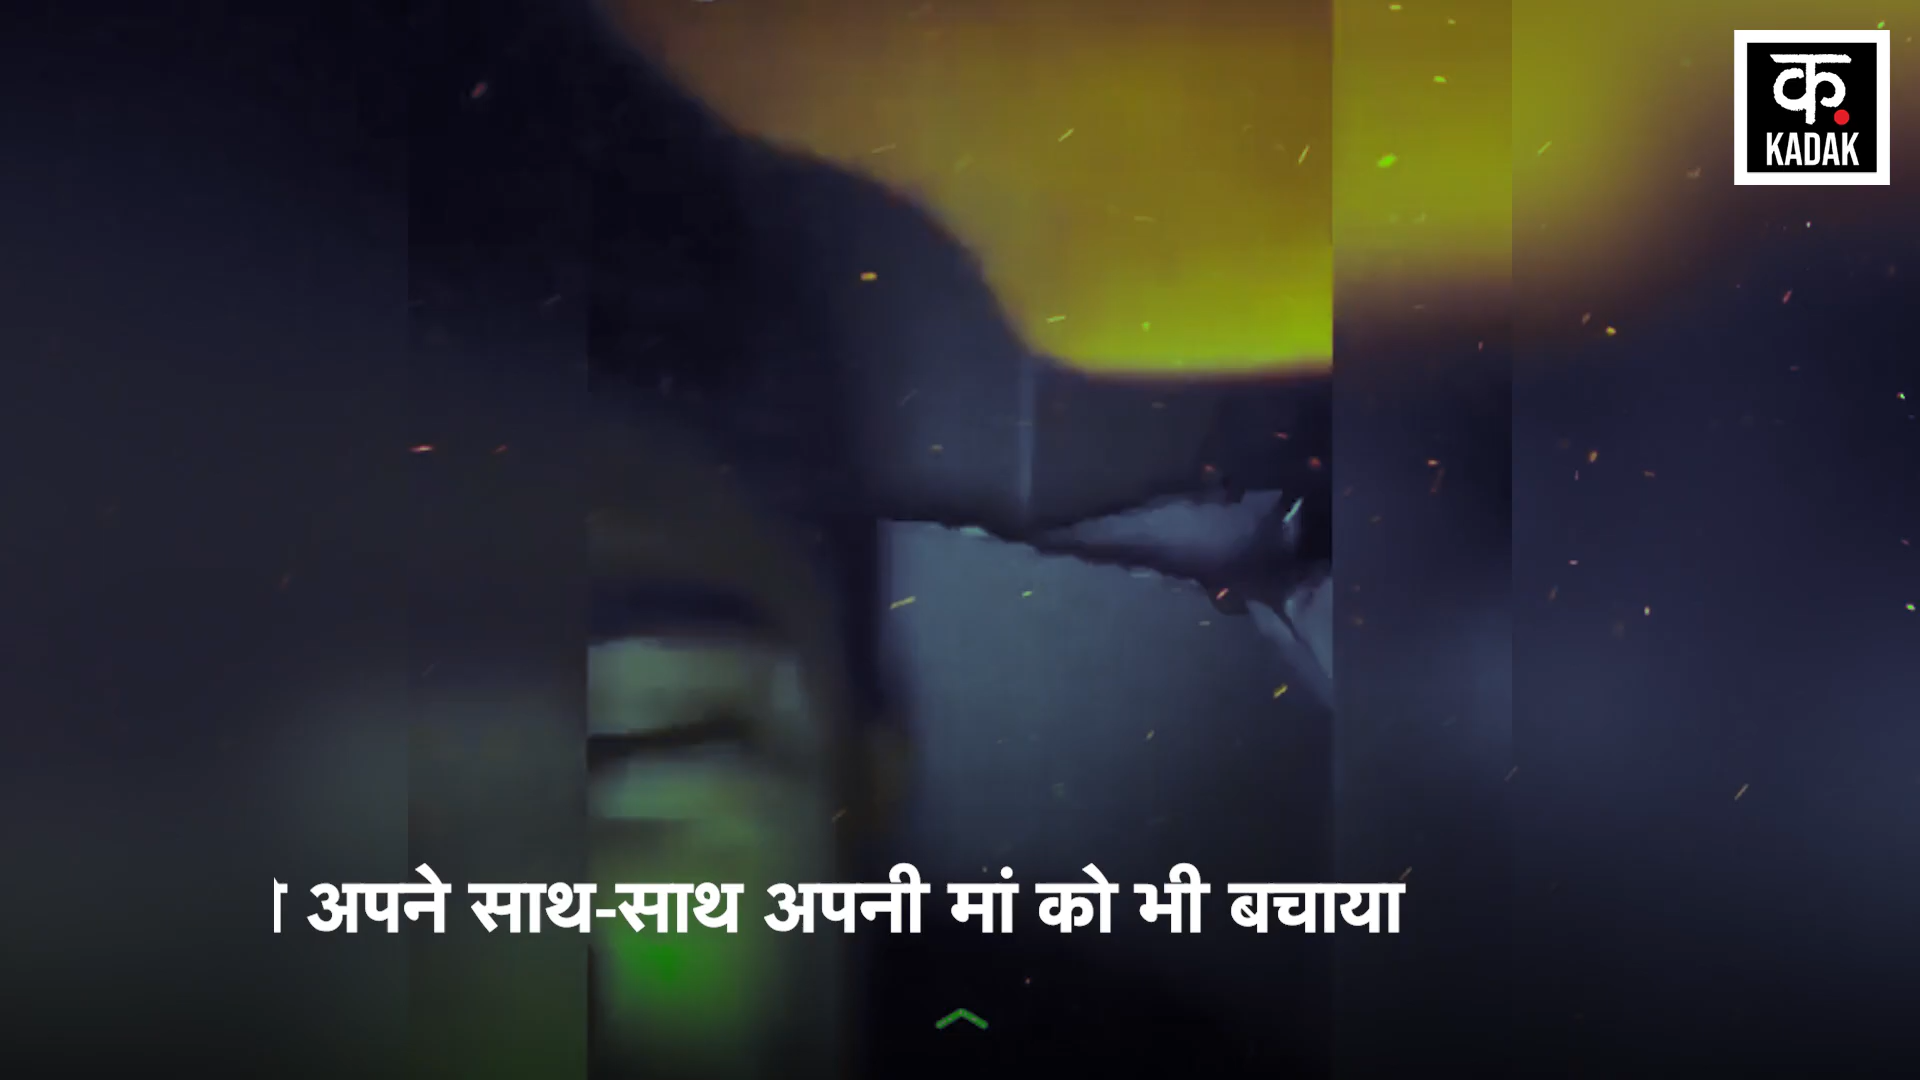 क
KADAK
अपने साथ-साथ अपनी मां को भी बचाया